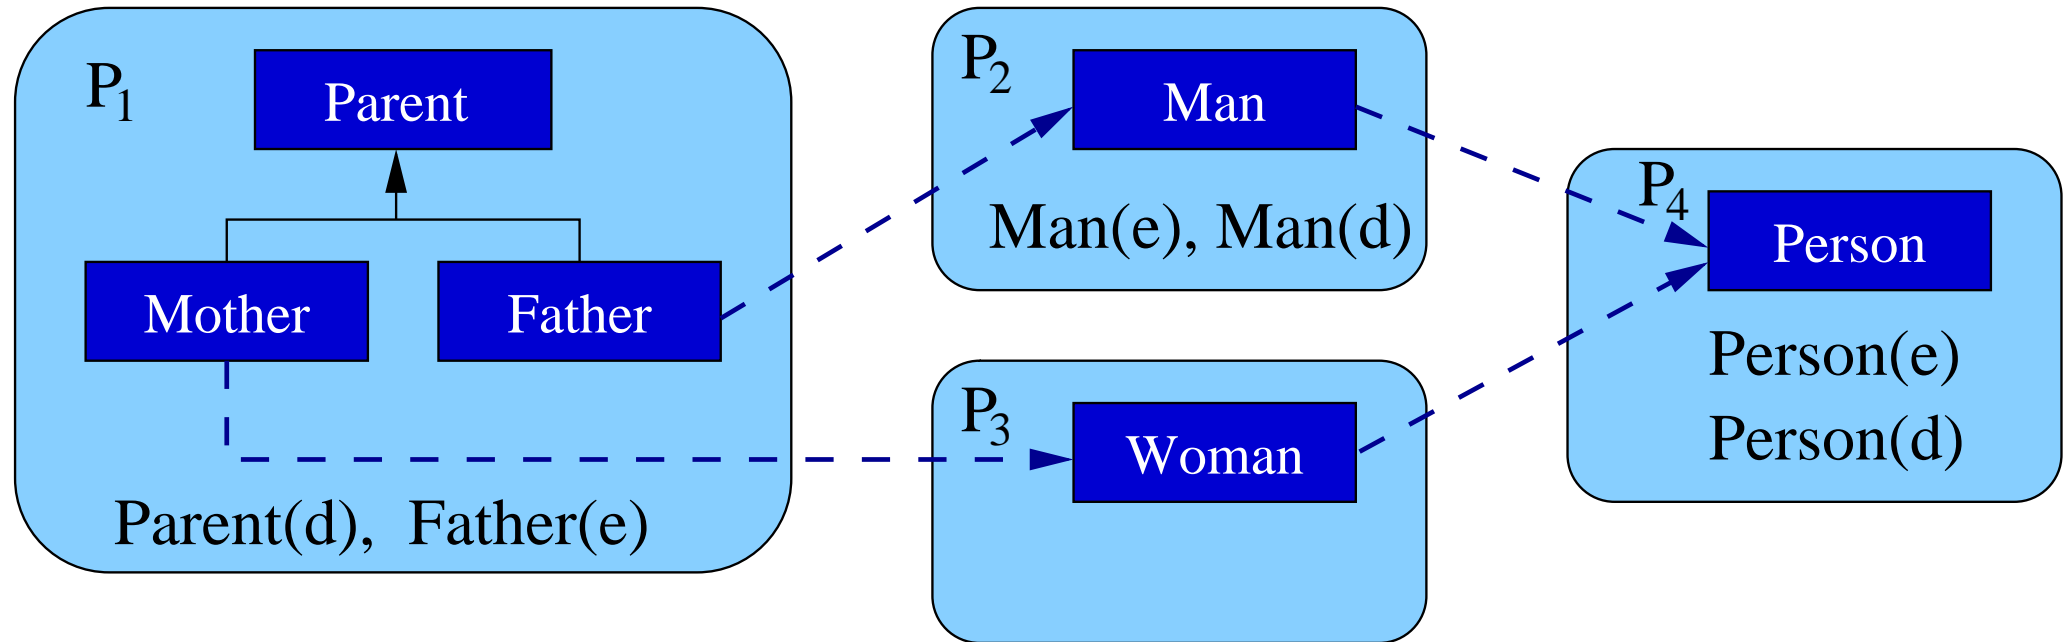 P1
Parent
Mother
Father
Parent(d), Father(e)
P2
Man
Man(e), Man(d)
P3
Woman
P4
Person
Person(e)
Person(d)